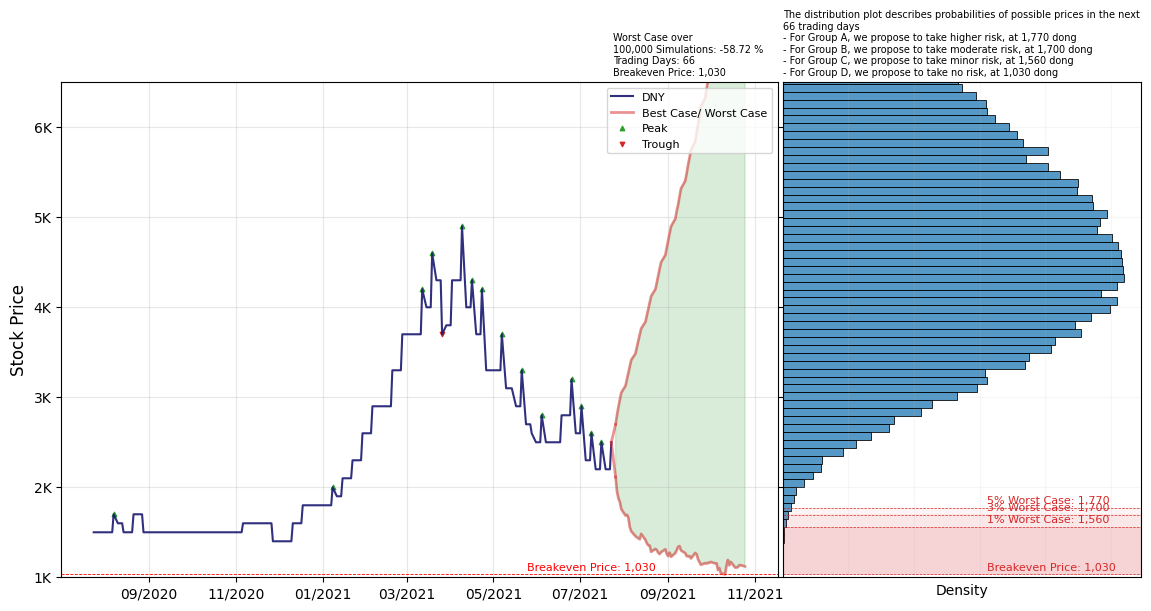 The distribution plot describes probabilities of possible prices in the next
66 trading days
- For Group A, we propose to take higher risk, at 1,770 dong
- For Group B, we propose to take moderate risk, at 1,700 dong
- For Group C, we propose to take minor risk, at 1,560 dong
- For Group D, we propose to take no risk, at 1,030 dong
Worst Case over
100,000 Simulations: -58.72 %
Trading Days: 66
Breakeven Price: 1,030
DNY
Best Case/ Worst Case
Peak
Trough
Stock Price
6K
5K
4K
3K
2K
1K
09/2020
11/2020
01/2021
03/2021
05/2021
07/2021
09/2021
11/2021
Breakeven Price: 1,030
5% Worst Case: 1,770
3% Worst Case: 1,700
1% Worst Case: 1,560
Breakeven Price: 1,030
Density